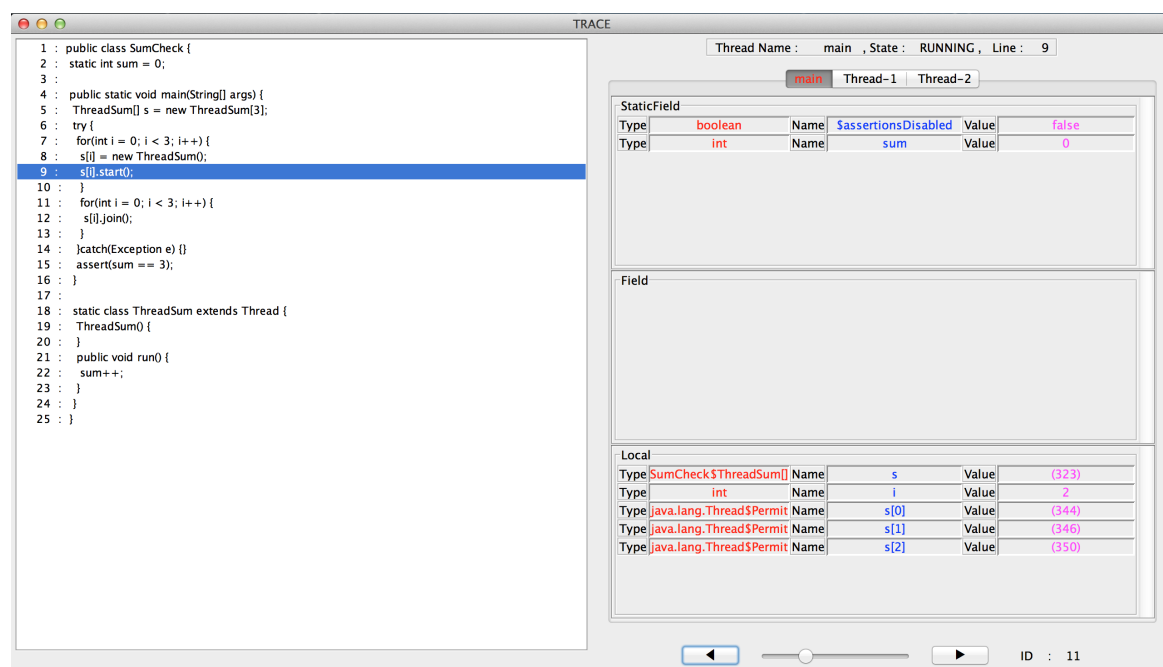 TRACE
1 : public class SumCheck {
2 : static int sum = 0;
3 :
4 : public static void main(String[] args) {
5 : ThreadSum[] s = new ThreadSum[3];
6 : try {
7 : for(int i = 0; i < 3; i++) {
8 : s[i] = new ThreadSum();
9 : s[i].start();
10 : }
11 : for(int i = 0; i < 3; i++) {
12 : s[i].join();
13 : }
14 : }catch(Exception e) {}
15 : assert(sum == 3);
16 : }
17 :
18 : static class ThreadSum extends Thread {
19 : ThreadSum() {
20 : }
21 : public void run() {
22 : sum++;
23 : }
24 : }
25 : }
Thread Name : main , State : RUNNING , Line : 9
main Thread-1 Thread-2
StaticField
Type boolean Name $assertionsDisabled Value false
Type int Name sum Value 0
Field
Local
Type SumCheck$ThreadSum[] Name s Value (323)
Type int Name i Value 2
Type java.lang.Thread$Permit Name s[0] Value (344)
Type java.lang.Thread$Permit Name s[1] Value (346)
Type java.lang.Thread$Permit Name s[2] Value (350)
ID : 11